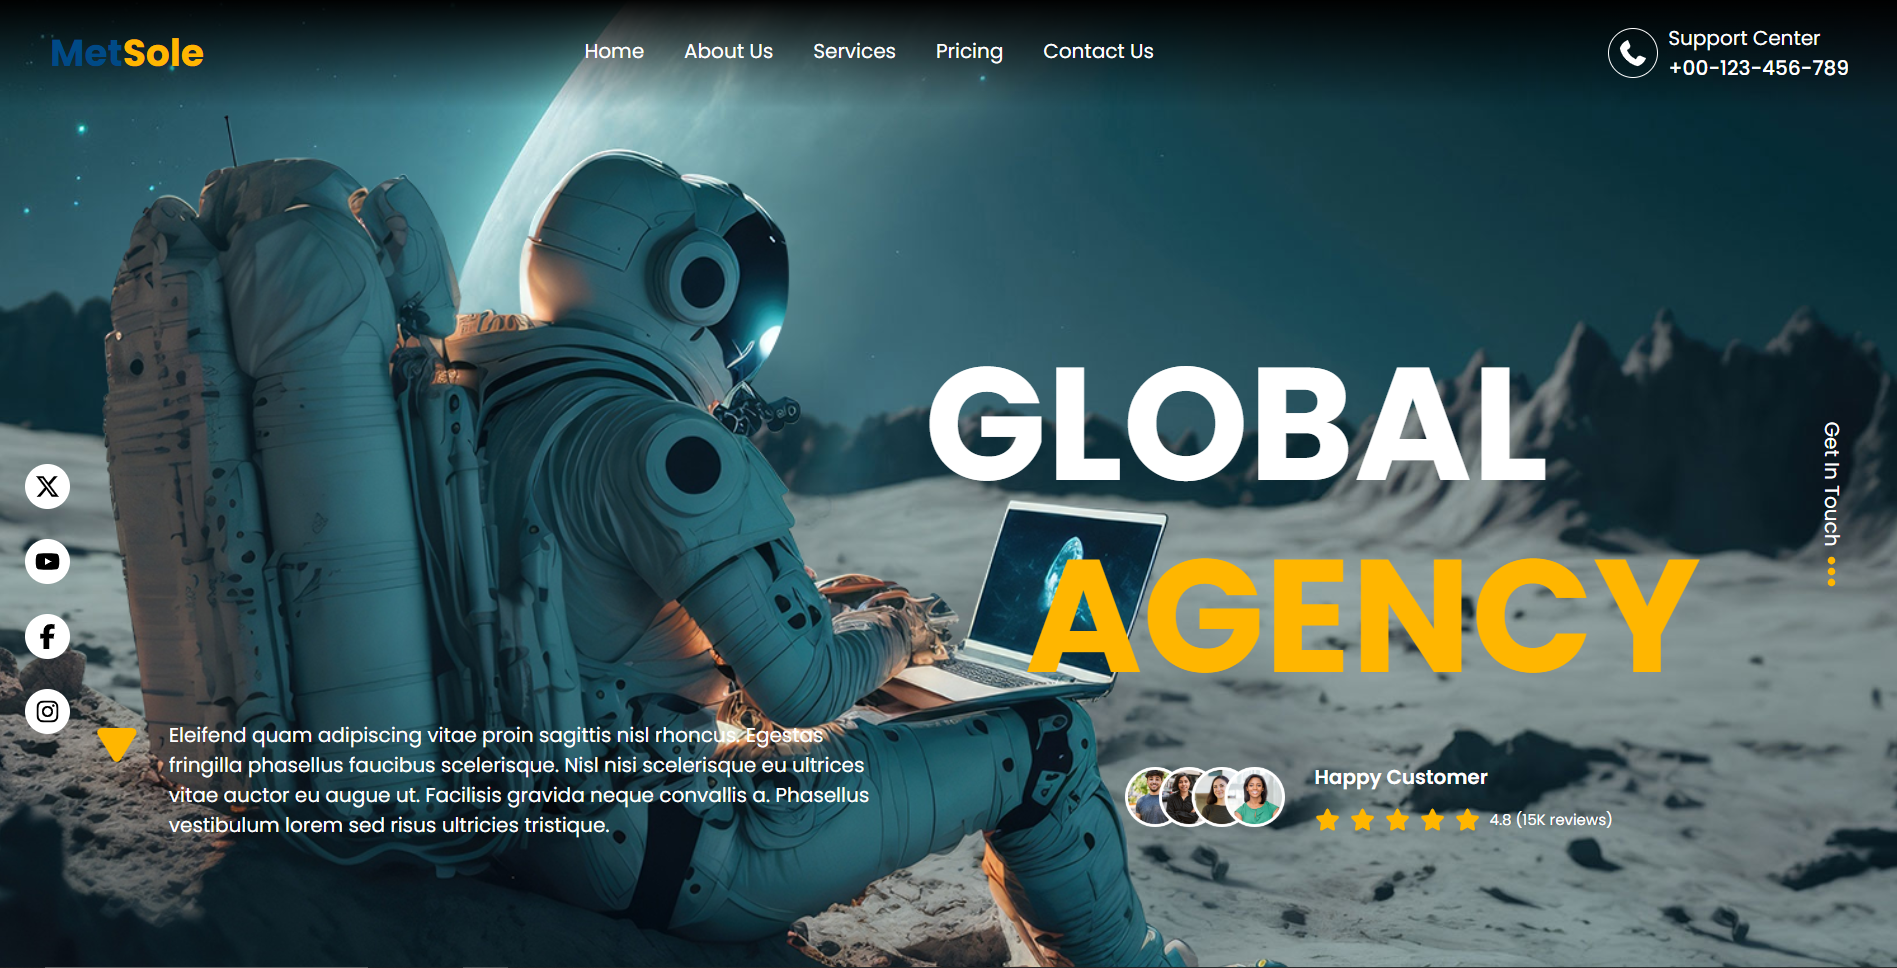 MetSole
Home
About Us
Services
Pricing
Contact Us
Support Center
+00-123-456-789
GLOBAL
AGENCY
Get In Touch
Eleifend quam adipiscing vitae proin sagittis nisl rhoncus. Egestas
fringilla phasellus faucibus scelerisque. Nisl nisi scelerisque eu ultrices
vitae auctor eu augue ut. Facilisis gravida neque convallis a. Phasellus
vestibulum lorem sed risus ultricies tristique.
Happy Customer
4.8 (15K reviews)